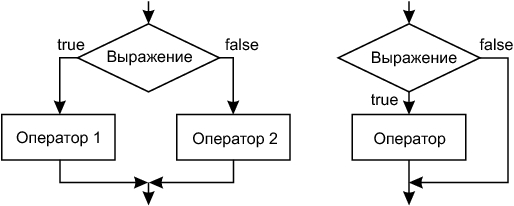 true
Выражение
false
Оператор 1
Оператор 2
Выражение
false
true
Оператор